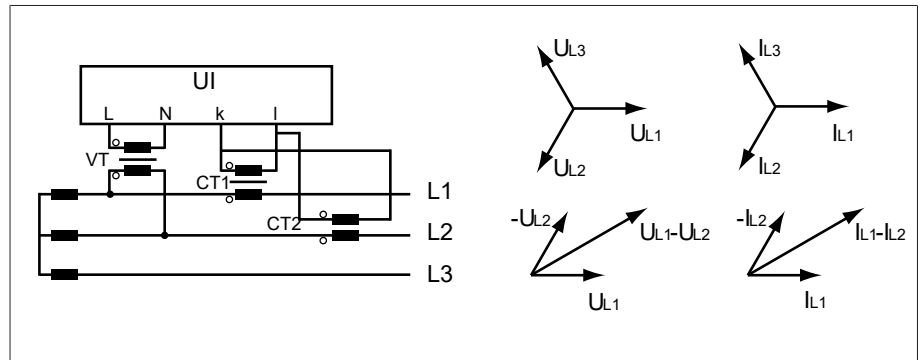 UI
L N k l
VT
CT1
CT2
L1
L2
L3
UL3
UL1
UL2
IL3
IL1
IL2
-UL2
UL1-UL2
UL1
-IL2
IL1-IL2
IL1